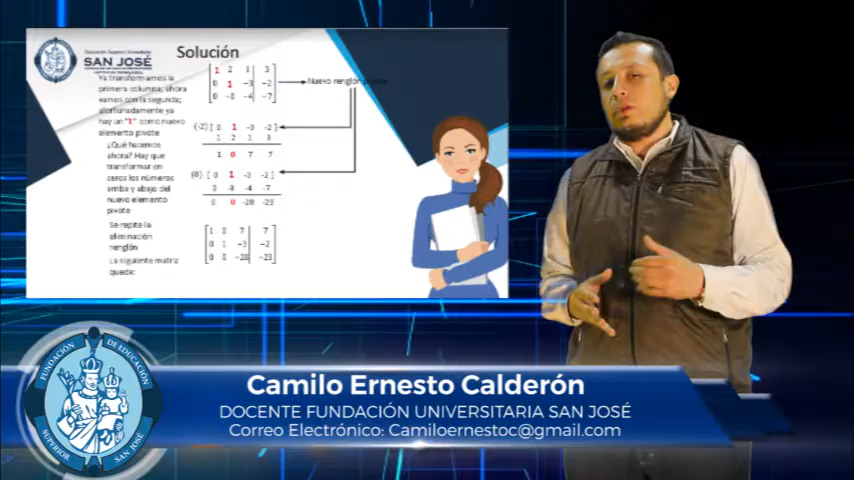 Solución
Fundación Superior Universitaria
SAN JOSÉ
Ya transformamos la
primera columna, ahora
vamos con la segunda;
afortunadamente ya
hay un "1" como nuevo
elemento pivote
¿Qué hacemos
ahora? Hay que
transformar en
ceros los números
arriba y abajo del
nuevo elemento
pivote
Se repite la
eliminación
renglón
La siguiente matriz
queda:
1 2 1 3
0 1 -3 -2
0 -8 -4 -7
Nuevo renglón
(-2)[ 0 1 -3 -2]
1 2 1 3
1 0 7 7
(8)[ 0 1 -3 -2]
0 -8 -4 -7
0 0 -28 -23
1 0 7 7
0 1 -3 -2
0 0 -28 -23
FUNDACIÓN DE EDUCACIÓN
SUPERIOR SAN JOSÉ
Camilo Ernesto Calderón
DOCENTE FUNDACIÓN UNIVERSITARIA SAN JOSÉ
Correo Electrónico: Camiloernestoc@gmail.com